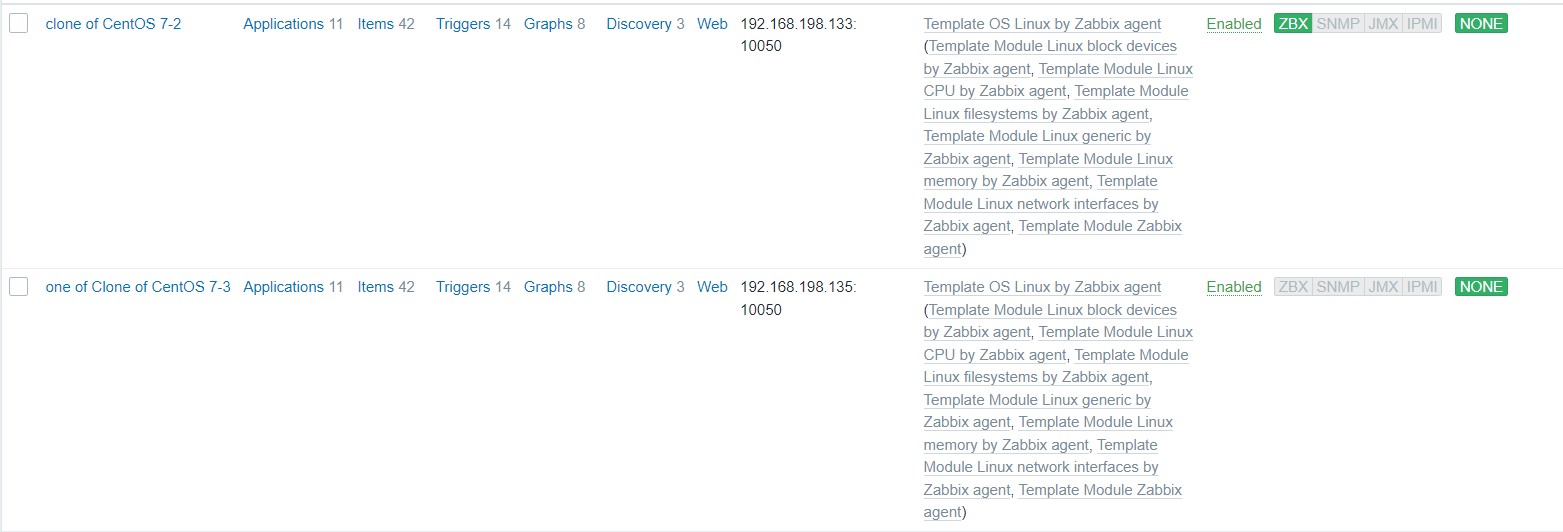 clone of CentOS 7-2 Applications 11 Items 42 Triggers 14 Graphs 8 Discovery 3 Web 192.168.198.133: Template OS Linux by Zabbix agent Enabled ZBX SNMP JMX IPMI NONE
10050 (Template Module Linux block devices
by Zabbix agent, Template Module Linux
CPU by Zabbix agent, Template Module
Linux filesystems by Zabbix agent,
Template Module Linux generic by
Zabbix agent, Template Module Linux
memory by Zabbix agent, Template
Module Linux network interfaces by
Zabbix agent, Template Module Zabbix
agent)
one of Clone of CentOS 7-3 Applications 11 Items 42 Triggers 14 Graphs 8 Discovery 3 Web 192.168.198.135: Template OS Linux by Zabbix agent Enabled ZBX SNMP JMX IPMI NONE
10050 (Template Module Linux block devices
by Zabbix agent, Template Module Linux
CPU by Zabbix agent, Template Module
Linux filesystems by Zabbix agent,
Template Module Linux generic by
Zabbix agent, Template Module Linux
memory by Zabbix agent, Template
Module Linux network interfaces by
Zabbix agent, Template Module Zabbix
agent)